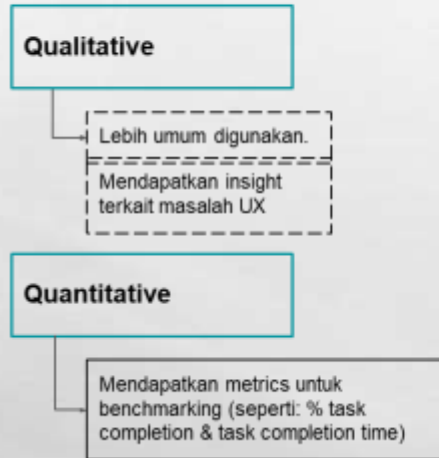 Qualitative
Lebih umum digunakan.
Mendapatkan insight
terkait masalah UX
Quantitative
Mendapatkan metrics untuk
benchmarking (seperti: % task
completion & task completion time)